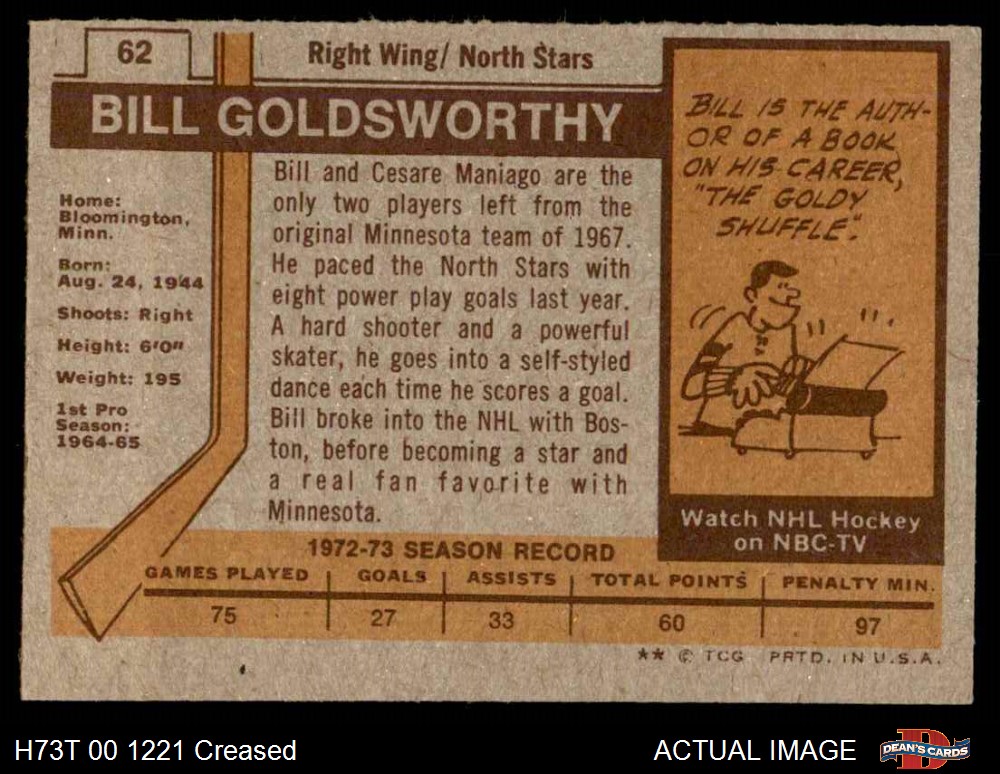 62
Right Wing/ North Stars
BILL GOLDSWORTHY
Home:
Bloomington,
Minn.
Born:
Aug. 24, 1944
Shoots: Right
Height: 6'0"
Weight: 195
1st Pro
Season:
1964-65
Bill and Cesare Maniago are the
only two players left from the
original Minnesota team of 1967.
He paced the North Stars with
eight power play goals last year.
A hard shooter and a powerful
skater, he goes into a self-styled
dance each time he scores a goal.
Bill broke into the NHL with Bos-
ton, before becoming a star and
a real fan favorite with
Minnesota.
BILL IS THE AUTH-
OR OF A BOOK
ON HIS CAREER,
"THE GOLDY
SHUFFLE".
Watch NHL Hockey
on NBC-TV
1972-73 SEASON RECORD
GAMES PLAYED GOALS ASSISTS TOTAL POINTS PENALTY MIN.
75 27 33 60 97
** © TCG PRTD. IN U.S.A.
H73T 00 1221 Creased
ACTUAL IMAGE
DEAN'S CARDS